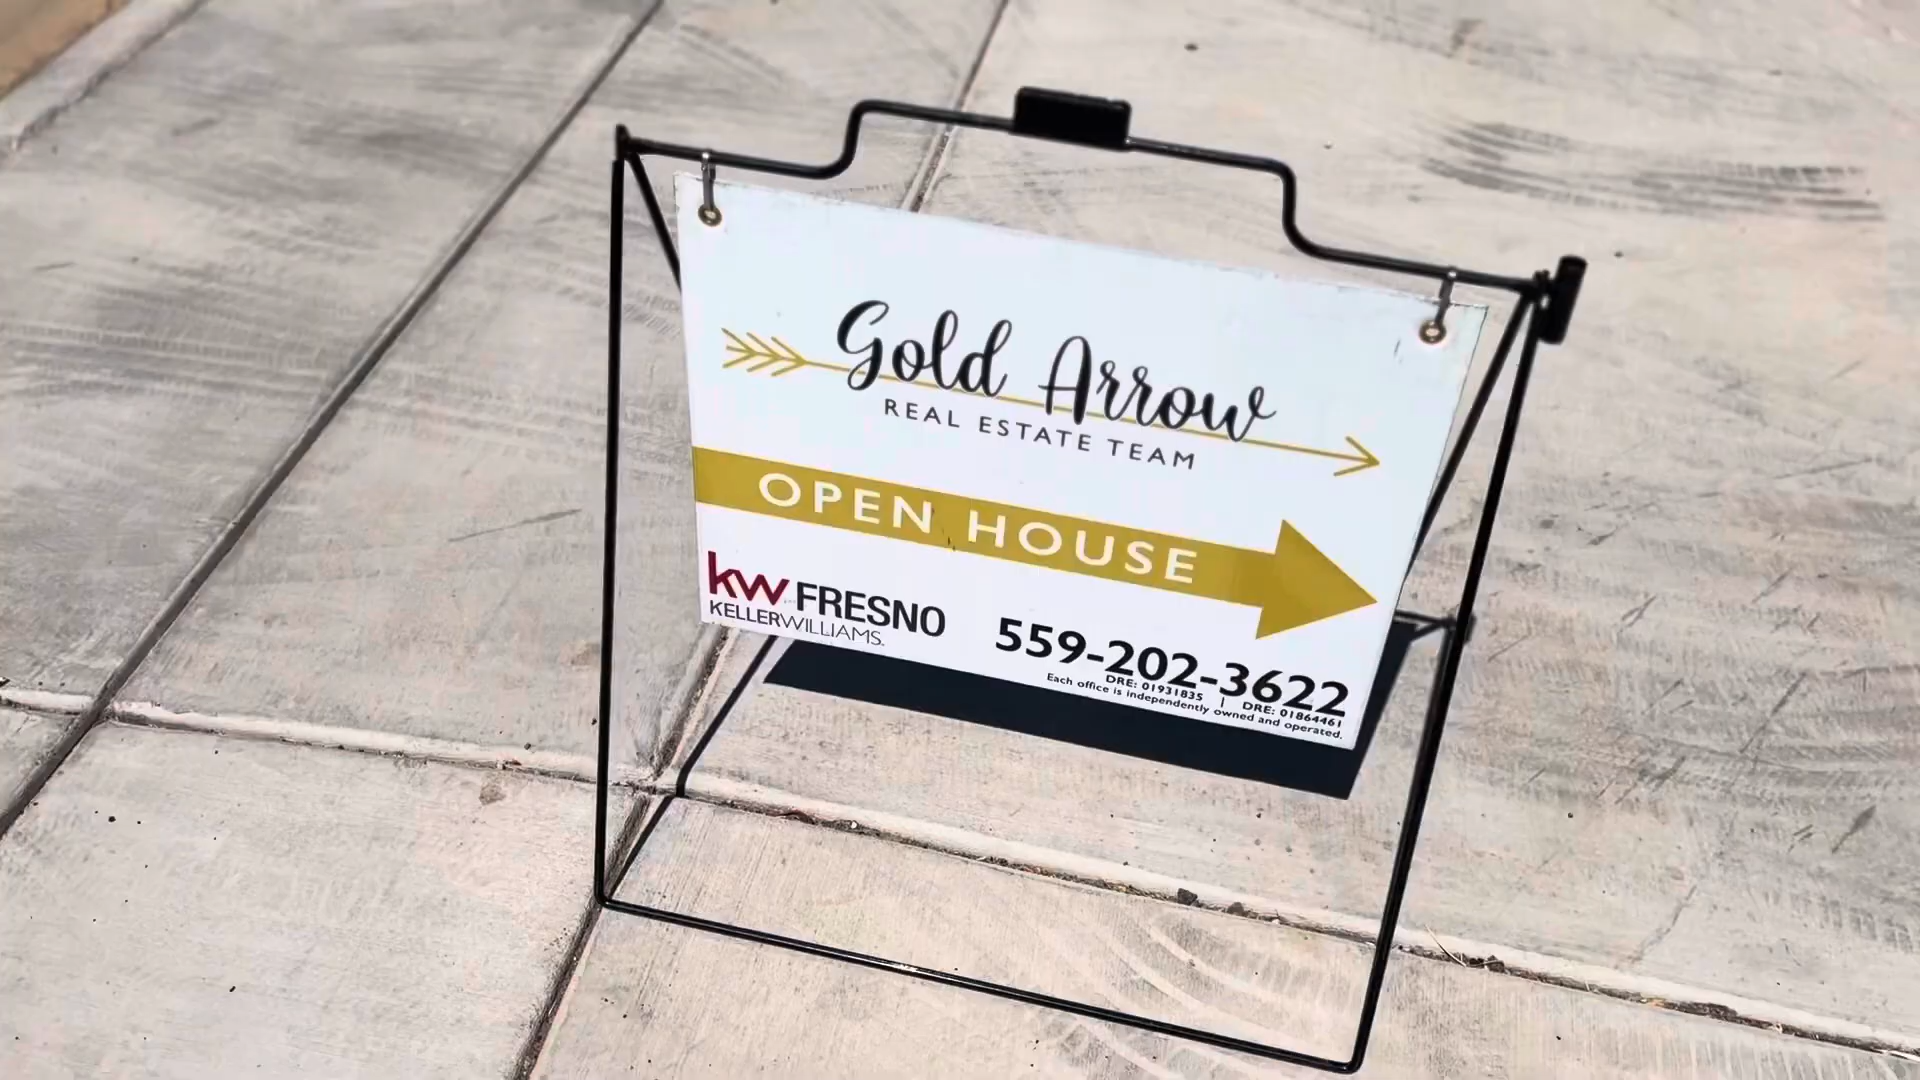 Gold Arrow
REAL ESTATE TEAM
OPEN HOUSE
kw FRESNO
KELLERWILLIAMS.
559-202-3622
DRE: 01931835 | DRE: 01864461
Each office is independently owned and operated.